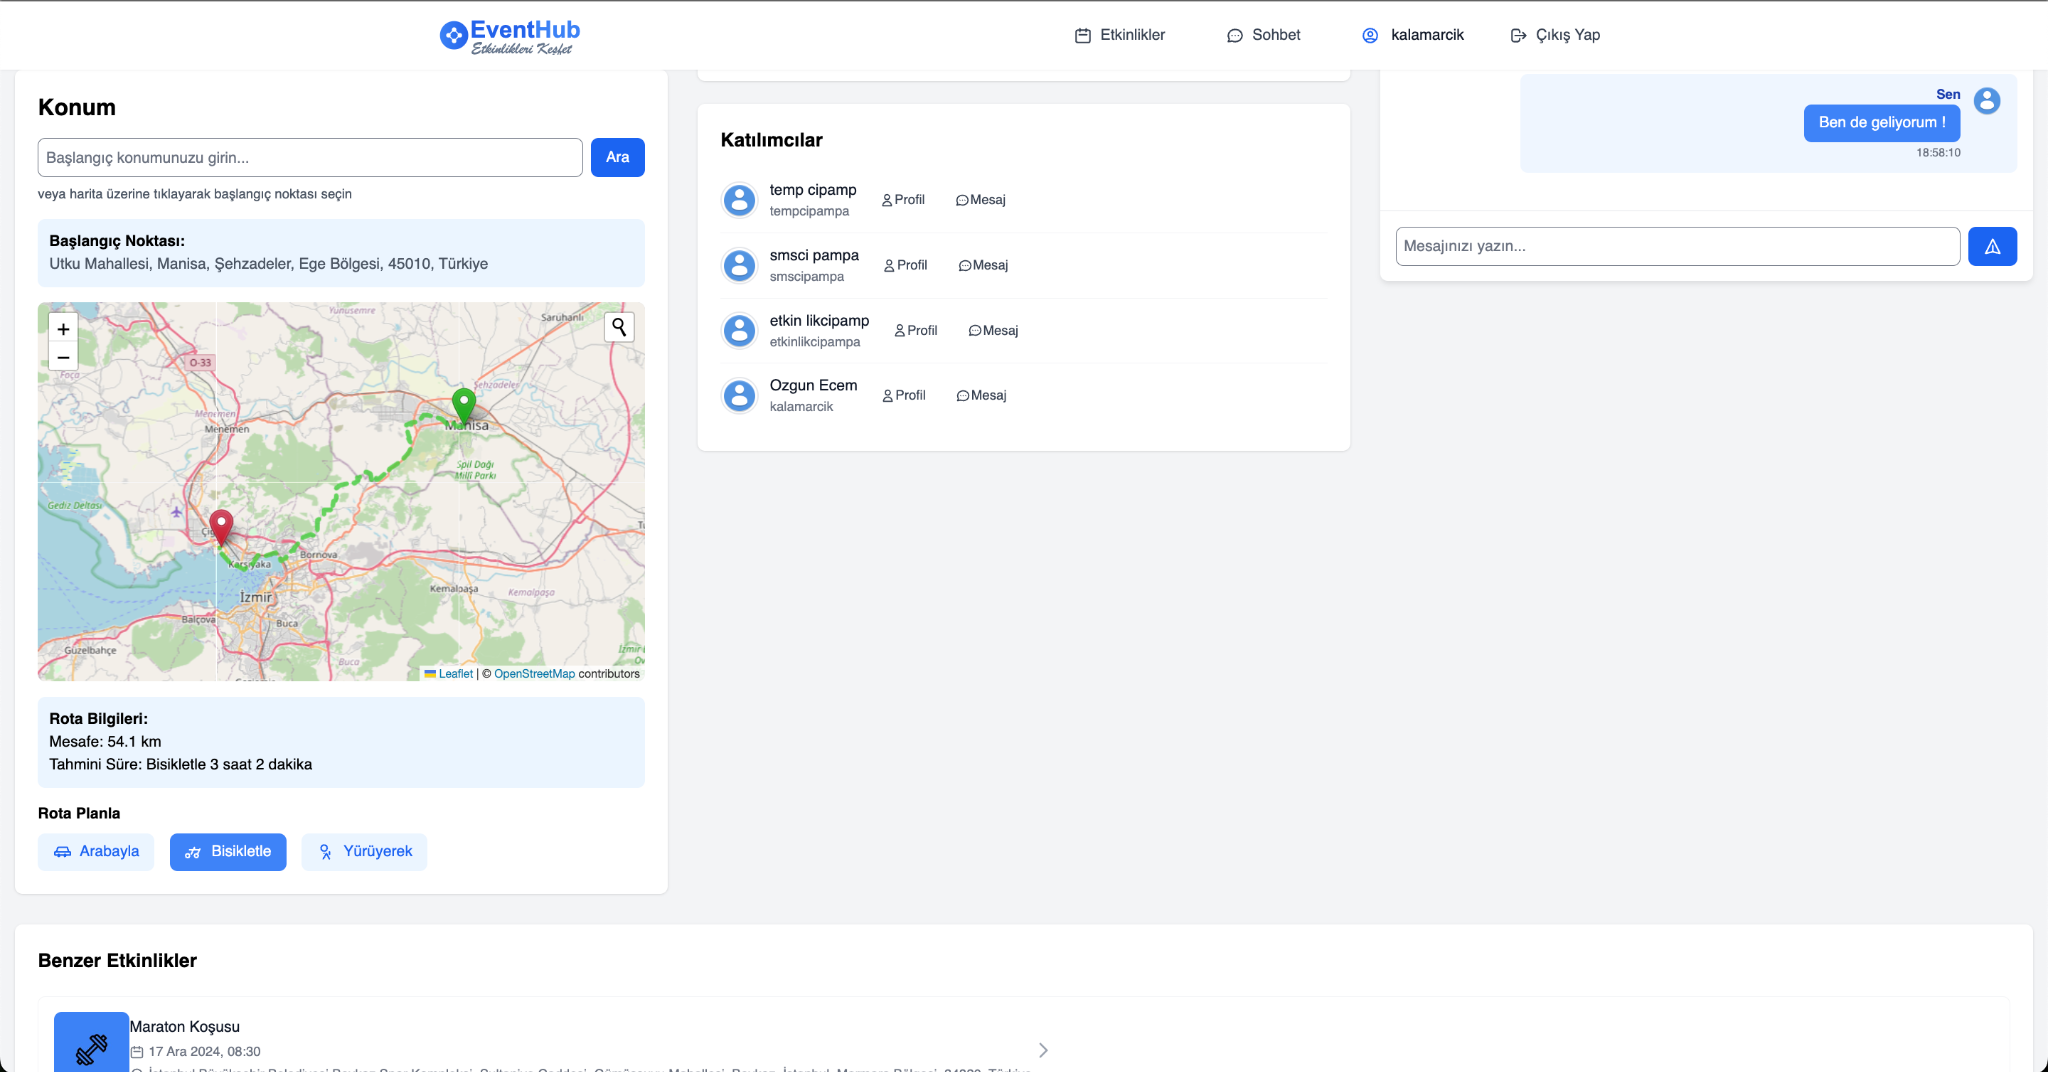 EventHub
Etkinlikleri Keşfet
Etkinlikler
Sohbet
kalamarcik
Çıkış Yap
Konum
Başlangıç konumunuzu girin...
Ara
veya harita üzerine tıklayarak başlangıç noktası seçin
Başlangıç Noktası:
Utku Mahallesi, Manisa, Şehzadeler, Ege Bölgesi, 45010, Türkiye
+
−
Yunusemre
Saruhanlı
Foça
O-33
Şehzadeler
Menemen
Menemen
Manisa
Spil Dağı
Milli Parkı
Gediz Deltası
Bornova
Karşıyaka
Kemalpaşa
Kemalpaşa
İzmir
Balçova
Buca
Güzelbahçe
Buca
Leaflet | © OpenStreetMap contributors
Rota Bilgileri:
Mesafe: 54.1 km
Tahmini Süre: Bisikletle 3 saat 2 dakika
Rota Planla
Arabayla
Bisikletle
Yürüyerek
Katılımcılar
temp cipamp
tempcipampa
Profil
Mesaj
smsci pampa
smscipampa
Profil
Mesaj
etkin likcipamp
etkinlikcipampa
Profil
Mesaj
Ozgun Ecem
kalamarcik
Profil
Mesaj
Sen
Ben de geliyorum !
18:58:10
Mesajınızı yazın...
Benzer Etkinlikler
Maraton Koşusu
17 Ara 2024, 08:30